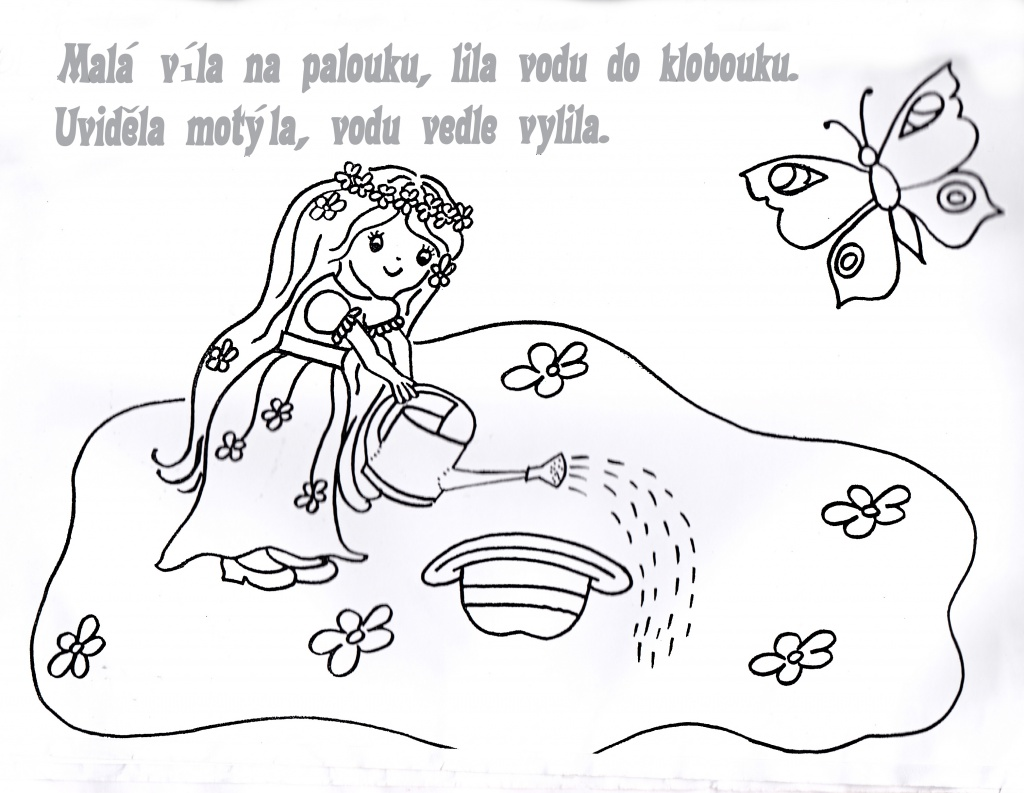 Malá víla na palouku, lila vodu do klobouku.
Uviděla motýla, vodu vedle vylila.